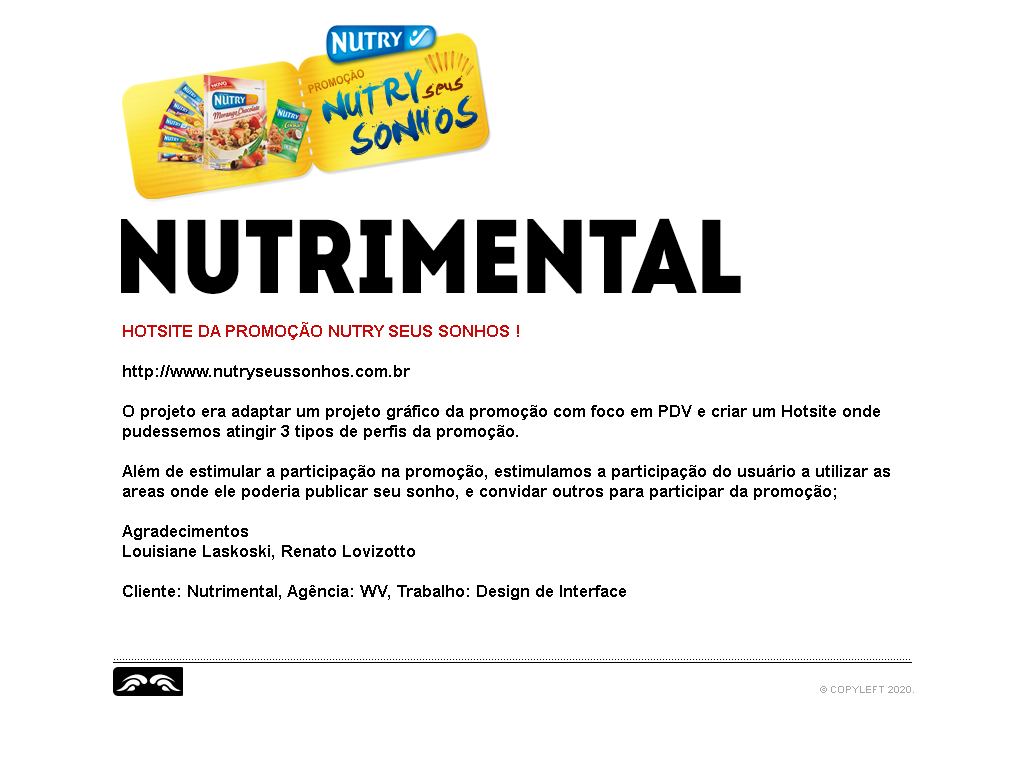 NUTRY
PROMOÇÃO
NUTRY seus
SONHOS
NOVO
NUTRY
Morango, Chocolate
NUTRY
NUTRIMENTAL
HOTSITE DA PROMOÇÃO NUTRY SEUS SONHOS !
http://www.nutryseussonhos.com.br
O projeto era adaptar um projeto gráfico da promoção com foco em PDV e criar um Hotsite onde
pudessemos atingir 3 tipos de perfis da promoção.
Além de estimular a participação na promoção, estimulamos a participação do usuário a utilizar as
areas onde ele poderia publicar seu sonho, e convidar outros para participar da promoção;
Agradecimentos
Louisiane Laskoski, Renato Lovizotto
Cliente: Nutrimental, Agência: WV, Trabalho: Design de Interface
© COPYLEFT 2020.